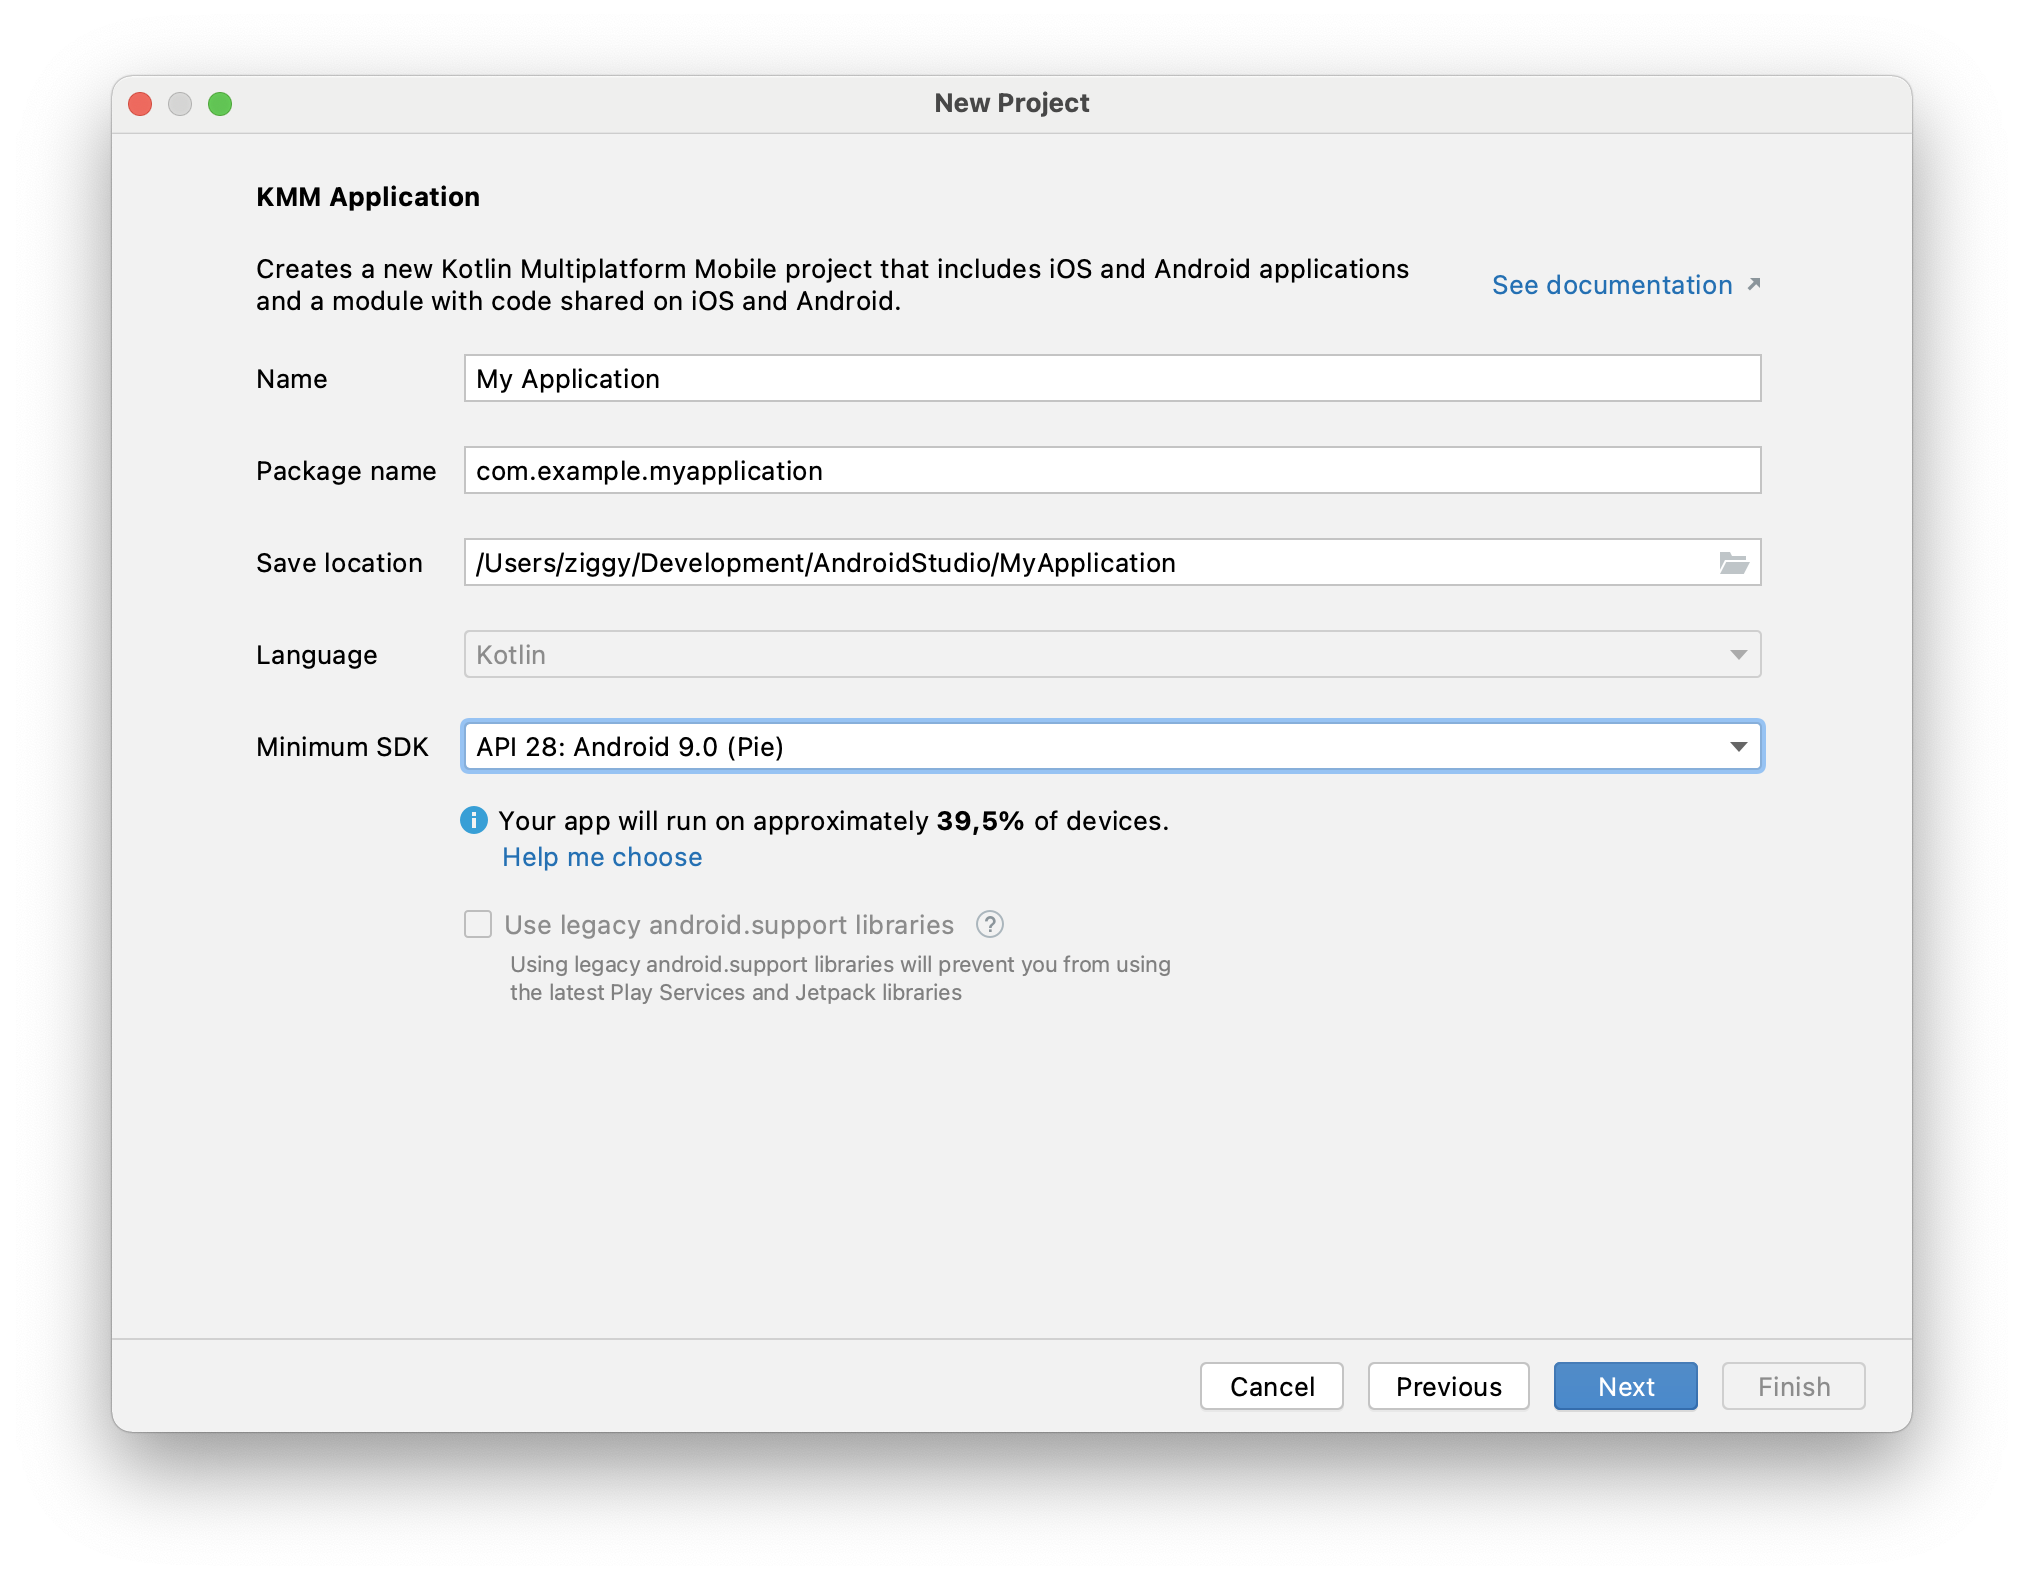 New Project
KMM Application
Creates a new Kotlin Multiplatform Mobile project that includes iOS and Android applications
and a module with code shared on iOS and Android.
See documentation
Name
My Application
Package name
com.example.myapplication
Save location
/Users/ziggy/Development/AndroidStudio/MyApplication
Language
Kotlin
Minimum SDK
API 28: Android 9.0 (Pie)
Your app will run on approximately 39,5% of devices.
Help me choose
Use legacy android.support libraries
Using legacy android.support libraries will prevent you from using
the latest Play Services and Jetpack libraries
Cancel
Previous
Next
Finish